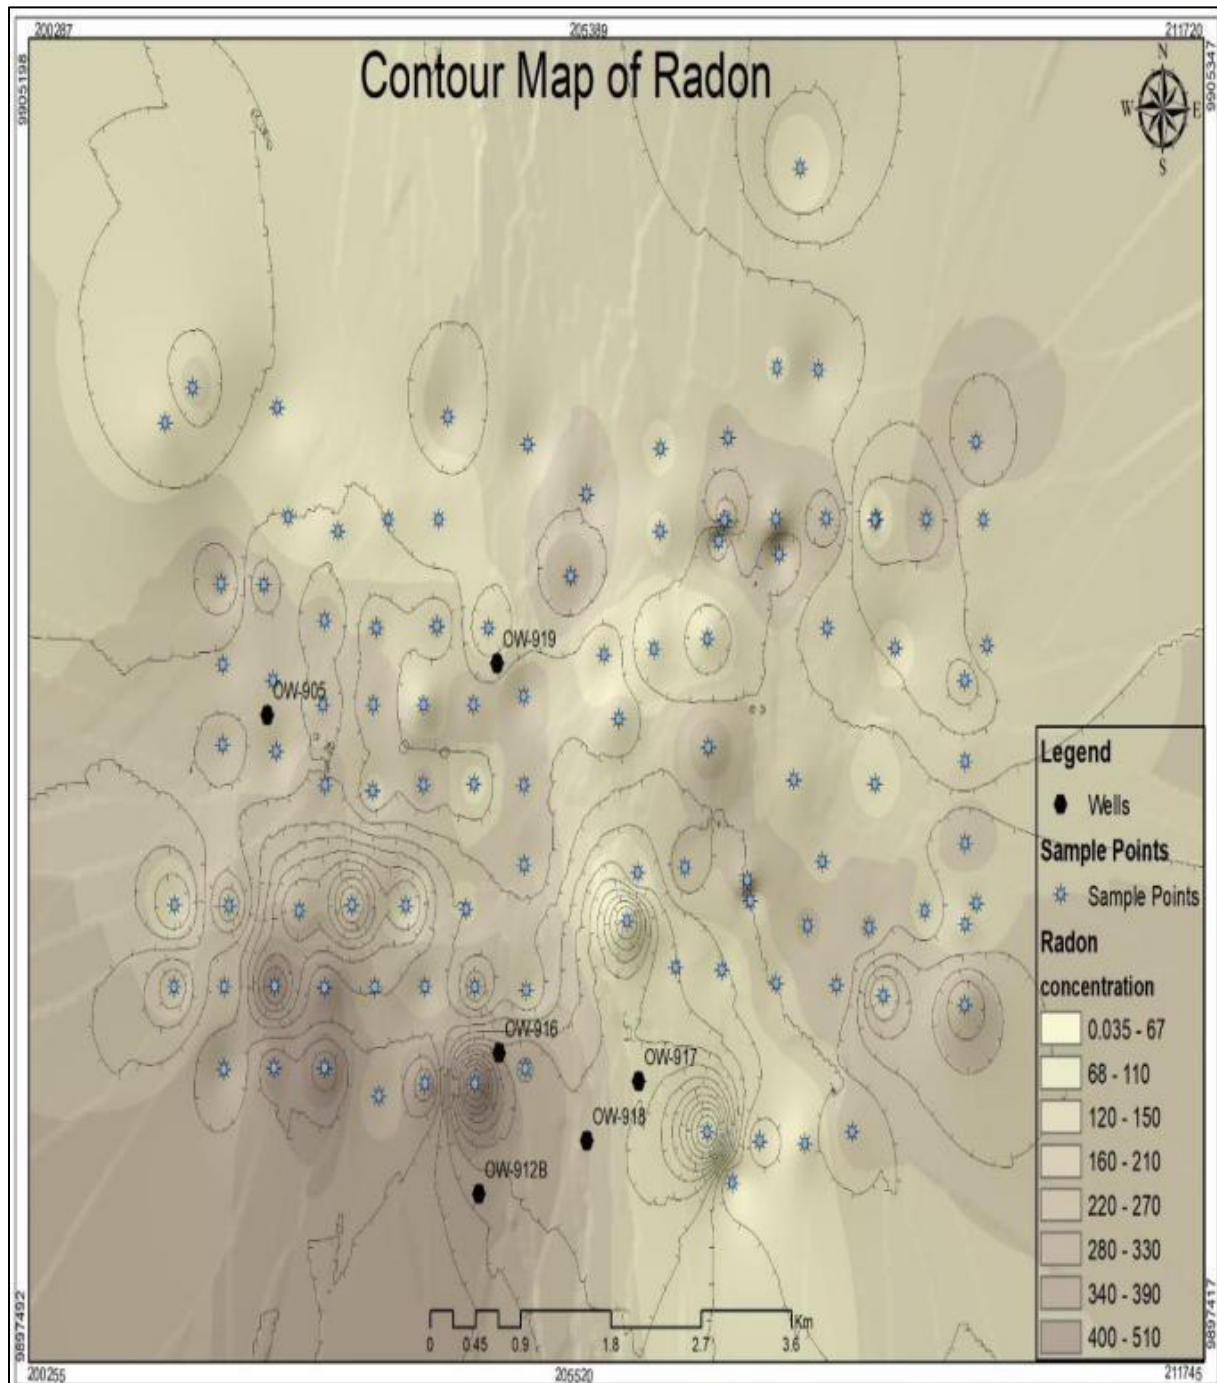 200287 205389 211720
9905198
9905347
Contour Map of Radon
N
W E
S
OW-919
OW-905
Legend
Wells
Sample Points
Sample Points
Radon
concentration
0.035 - 67
68 - 110
120 - 150
160 - 210
220 - 270
280 - 330
340 - 390
400 - 510
OW-916
OW-917
OW-918
OW-912B
Km
0 0.45 0.9 1.8 2.7 3.6
9897492
9897417
200255 205520 211745